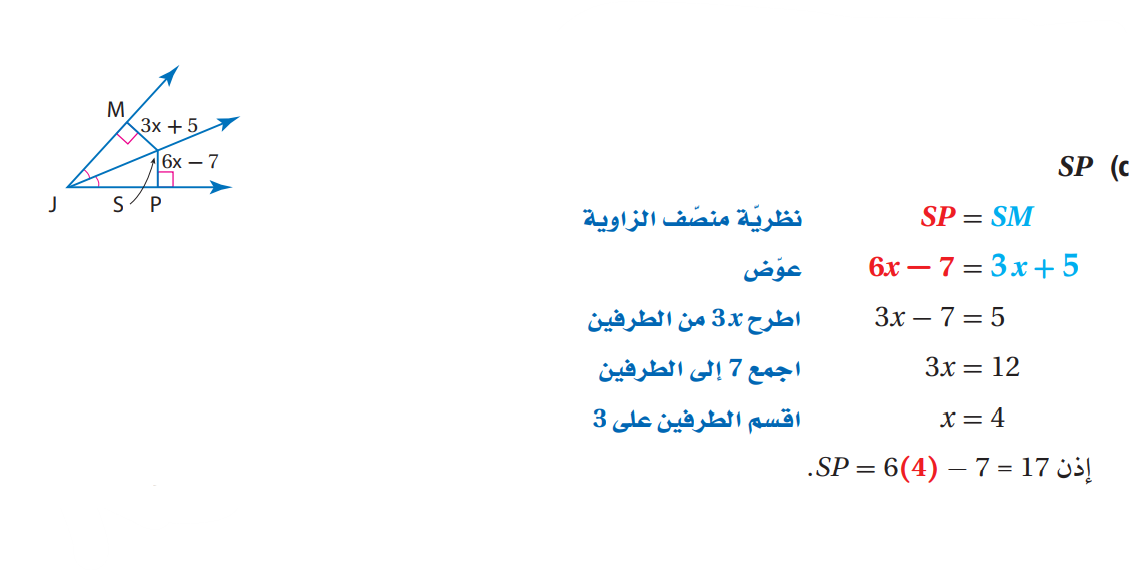 SP (c
M
3x + 5
6x − 7
J S P
SP = SM نظريّة منصّف الزاوية
6x − 7 = 3x + 5 عوّض
3x − 7 = 5 اطرح 3x من الطرفين
3x = 12 اجمع 7 إلى الطرفين
x = 4 اقسم الطرفين على 3
إذن SP = 6(4) − 7 = 17.